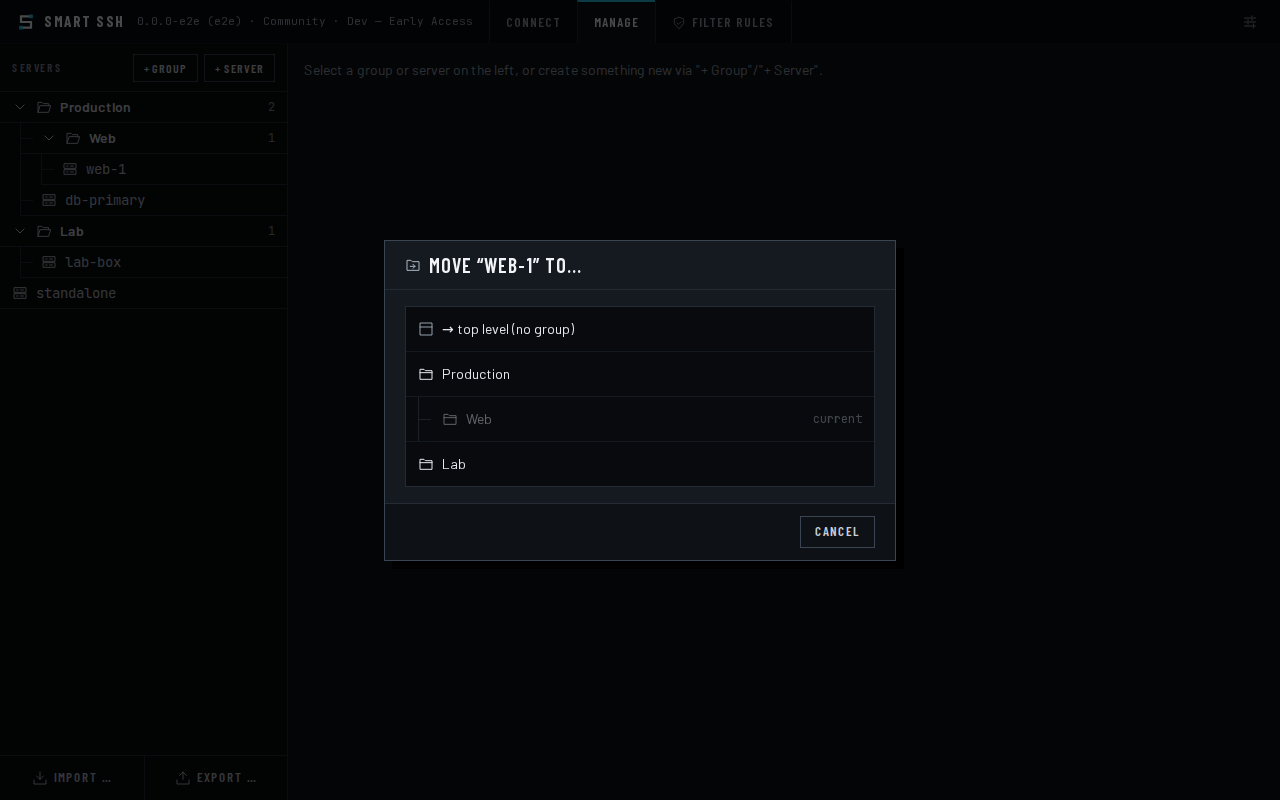 SMART SSH 0.0.0-e2e (e2e) · Community · Dev — Early Access CONNECT MANAGE FILTER RULES
SERVERS + GROUP + SERVER
Select a group or server on the left, or create something new via "+ Group"/"+ Server".
Production 2
Web 1
web-1
db-primary
Lab 1
lab-box
standalone
MOVE “WEB-1” TO…
→ top level (no group)
Production
Web current
Lab
CANCEL
IMPORT … EXPORT …